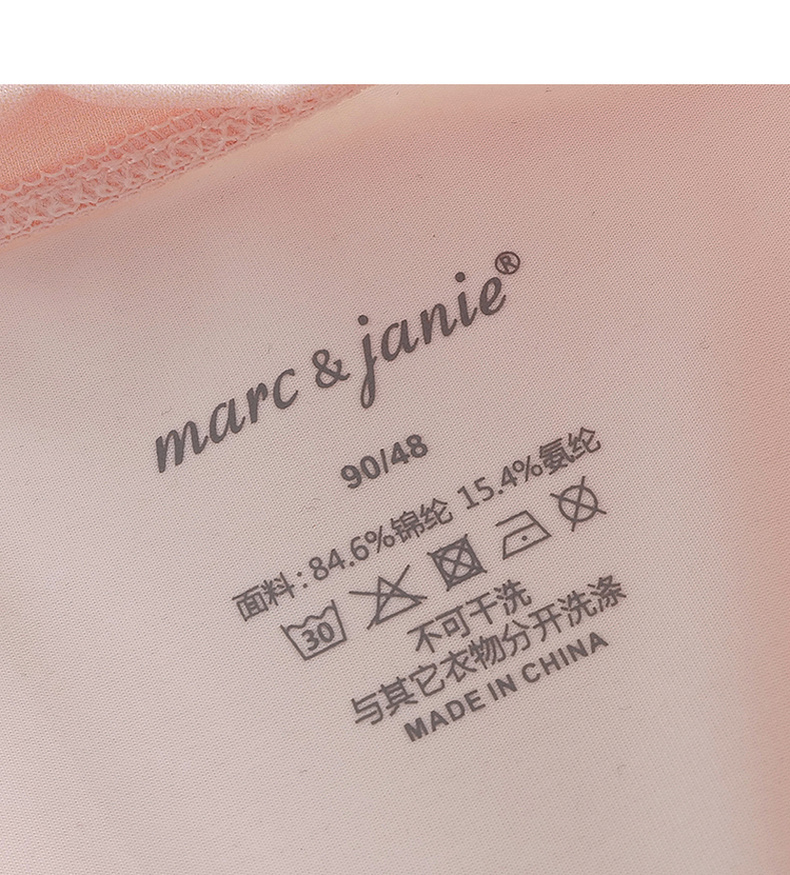 marc & janie®
90/48
面料:84.6%锦纶 15.4%氨纶
30
不可干洗
与其它衣物分开洗涤
MADE IN CHINA